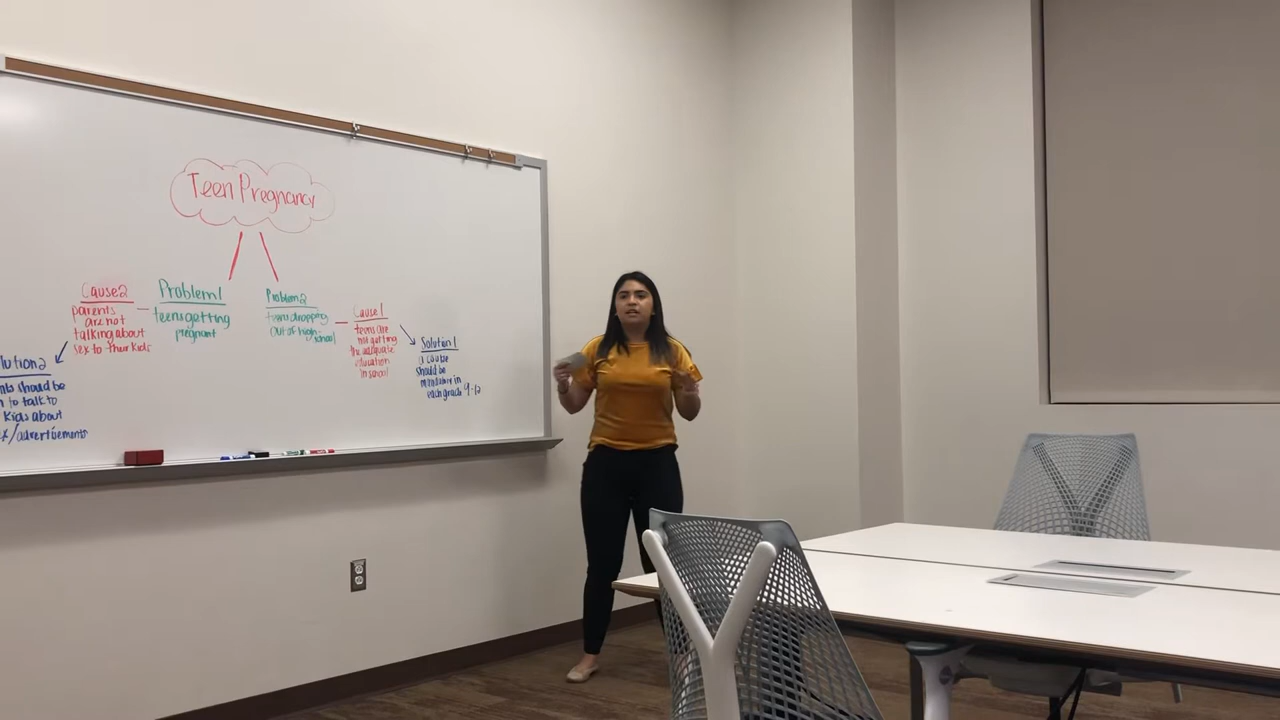 Teen Pregnancy
Cause2
parents
are not
talking about
sex to their kids
Problem1
teens getting
pregnant
Problem2
teens dropping
out of high
school
Cause1
teens are
not getting
the adequate
education
in school
Solution1
a course
should be
mandatory in
each grade 9-12
lution2
nts should be
n to talk to
kids about
x/advertisements